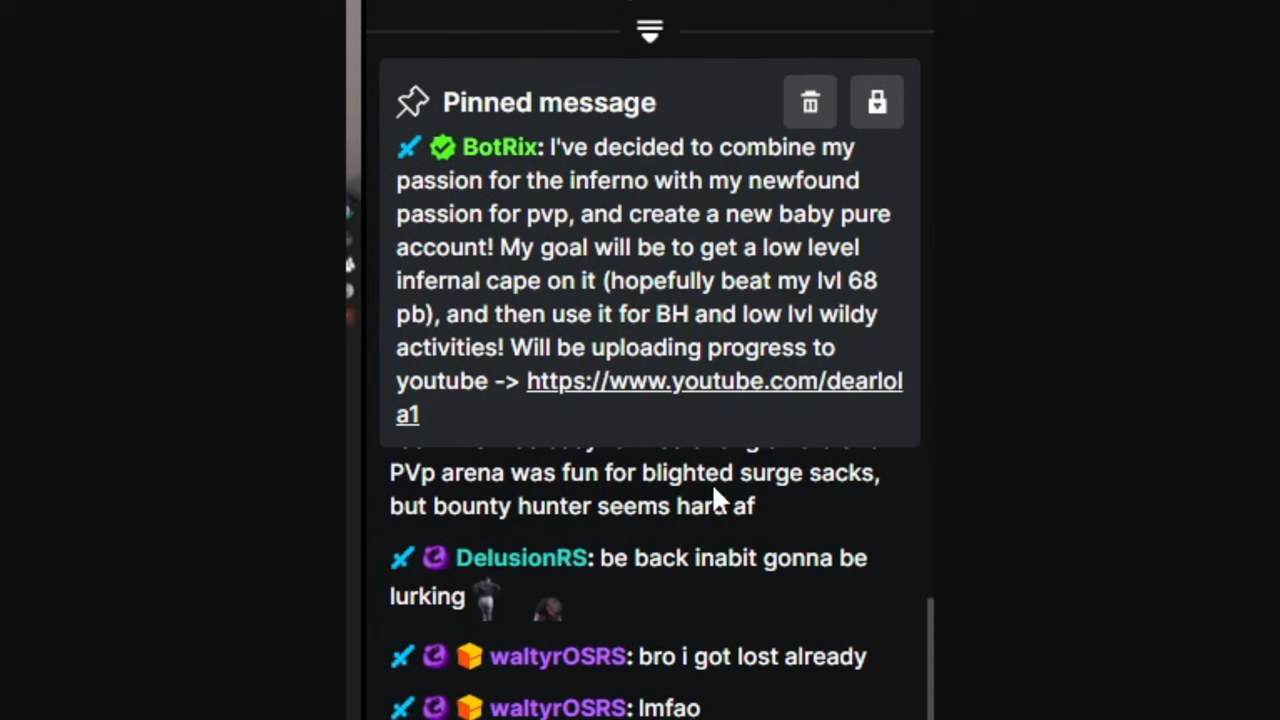 Pinned message
BotRix: I've decided to combine my
passion for the inferno with my newfound
passion for pvp, and create a new baby pure
account! My goal will be to get a low level
infernal cape on it (hopefully beat my lvl 68
pb), and then use it for BH and low lvl wildy
activities! Will be uploading progress to
youtube -> https://www.youtube.com/dearlol
a1
PVp arena was fun for blighted surge sacks,
but bounty hunter seems hard af
DelusionRS: be back inabit gonna be
lurking
waltyrOSRS: bro i got lost already
waltyrOSRS: lmfao